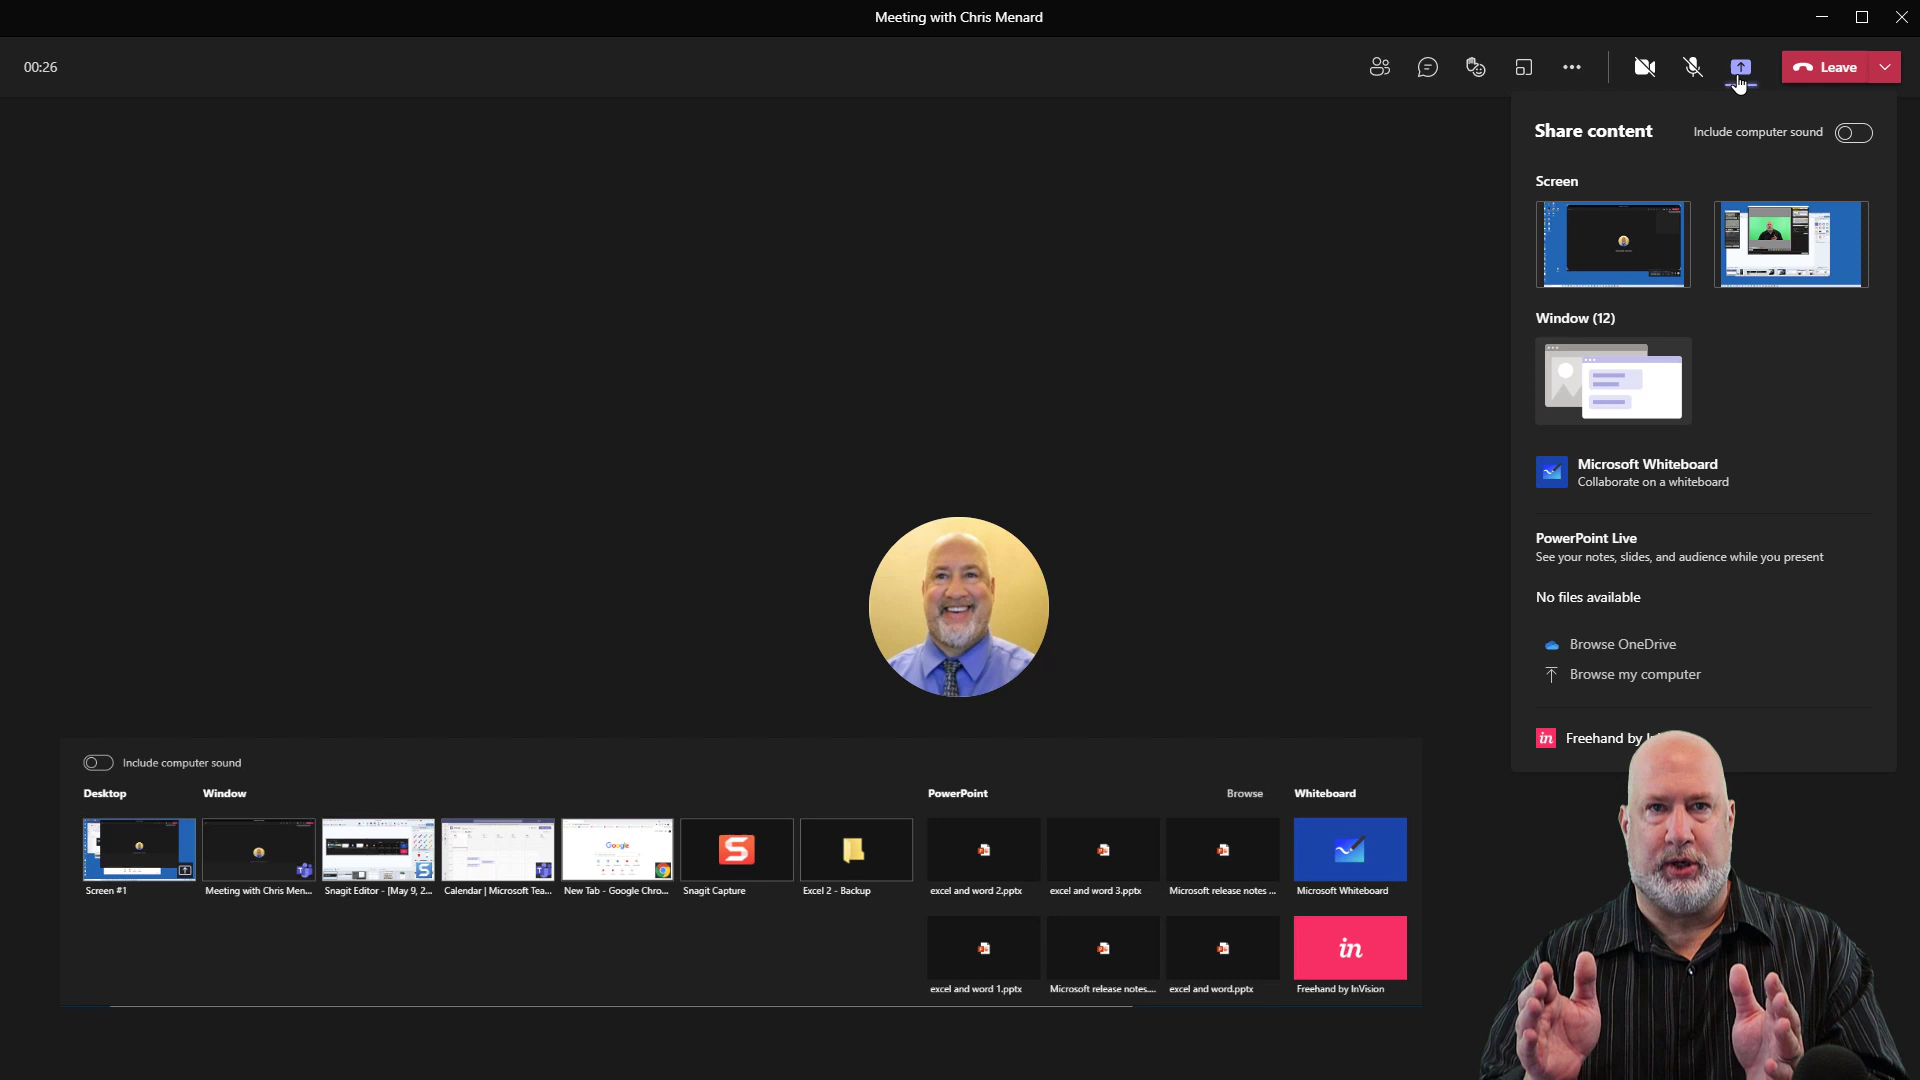 Meeting with Chris Menard
00:26
Leave
Share content
Include computer sound
Screen
Window (12)
Microsoft Whiteboard
Collaborate on a whiteboard
PowerPoint Live
See your notes, slides, and audience while you present
No files available
Browse OneDrive
Browse my computer
in Freehand by
Include computer sound
Desktop
Window
PowerPoint
Browse
Whiteboard
Screen #1
Meeting with Chris Men...
Snagit Editor - [May 9, 2...
Calendar | Microsoft Tea...
Google
New Tab - Google Chro...
S
Snagit Capture
Excel 2 - Backup
excel and word 2.pptx
excel and word 3.pptx
Microsoft release notes ...
Microsoft Whiteboard
excel and word 1.pptx
Microsoft release notes....
excel and word.pptx
in
Freehand by InVision